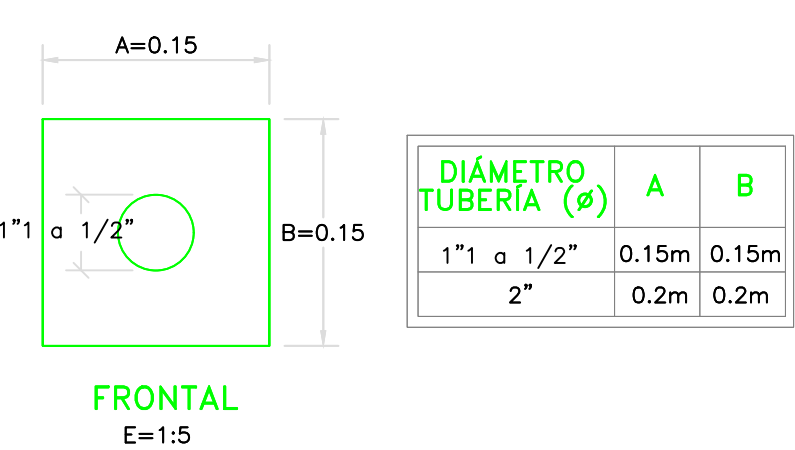 A=0.15
1"1 a 1/2"
B=0.15
FRONTAL
E=1:5
DIÁMETRO
TUBERÍA (Ø)
A
B
1"1 a 1/2"
0.15m
0.15m
2"
0.2m
0.2m